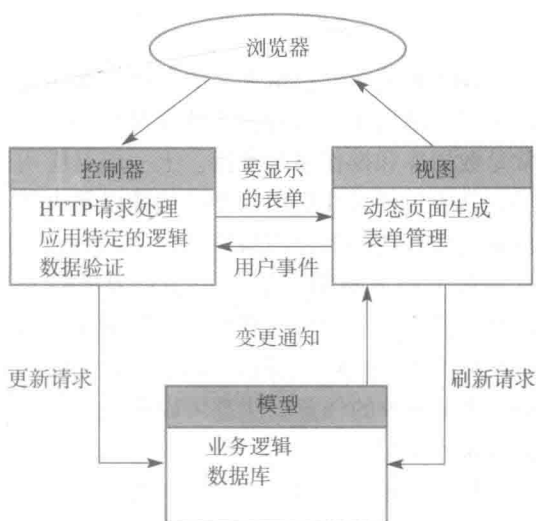 浏览器
控制器
HTTP请求处理
应用特定的逻辑
数据验证
要显示
的表单
用户事件
视图
动态页面生成
表单管理
变更通知
更新请求
刷新请求
模型
业务逻辑
数据库